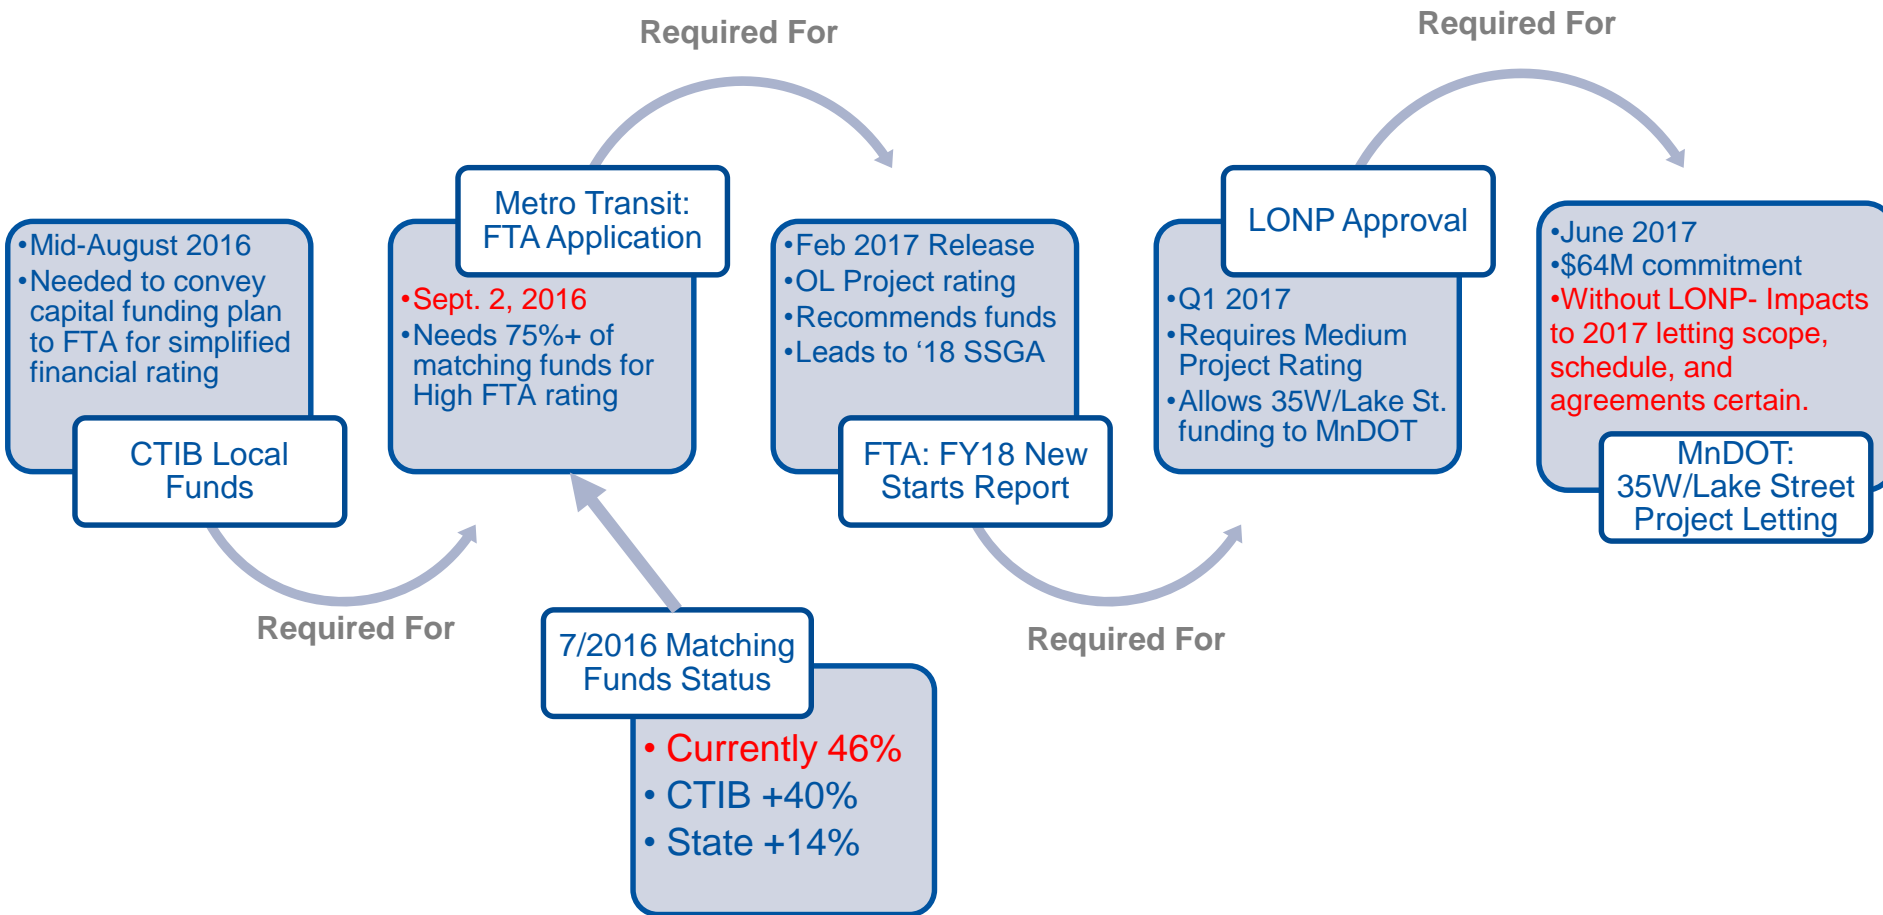 Required For
Required For
•Mid-August 2016
•Needed to convey
capital funding plan
to FTA for simplified
financial rating
CTIB Local
Funds
Required For
Metro Transit:
FTA Application
•Sept. 2, 2016
•Needs 75%+ of
matching funds for
High FTA rating
7/2016 Matching
Funds Status
• Currently 46%
• CTIB +40%
• State +14%
•Feb 2017 Release
•OL Project rating
•Recommends funds
•Leads to ‘18 SSGA
FTA: FY18 New
Starts Report
Required For
LONP Approval
•Q1 2017
•Requires Medium
Project Rating
•Allows 35W/Lake St.
funding to MnDOT
•June 2017
•$64M commitment
•Without LONP- Impacts
to 2017 letting scope,
schedule, and
agreements certain.
MnDOT:
35W/Lake Street
Project Letting